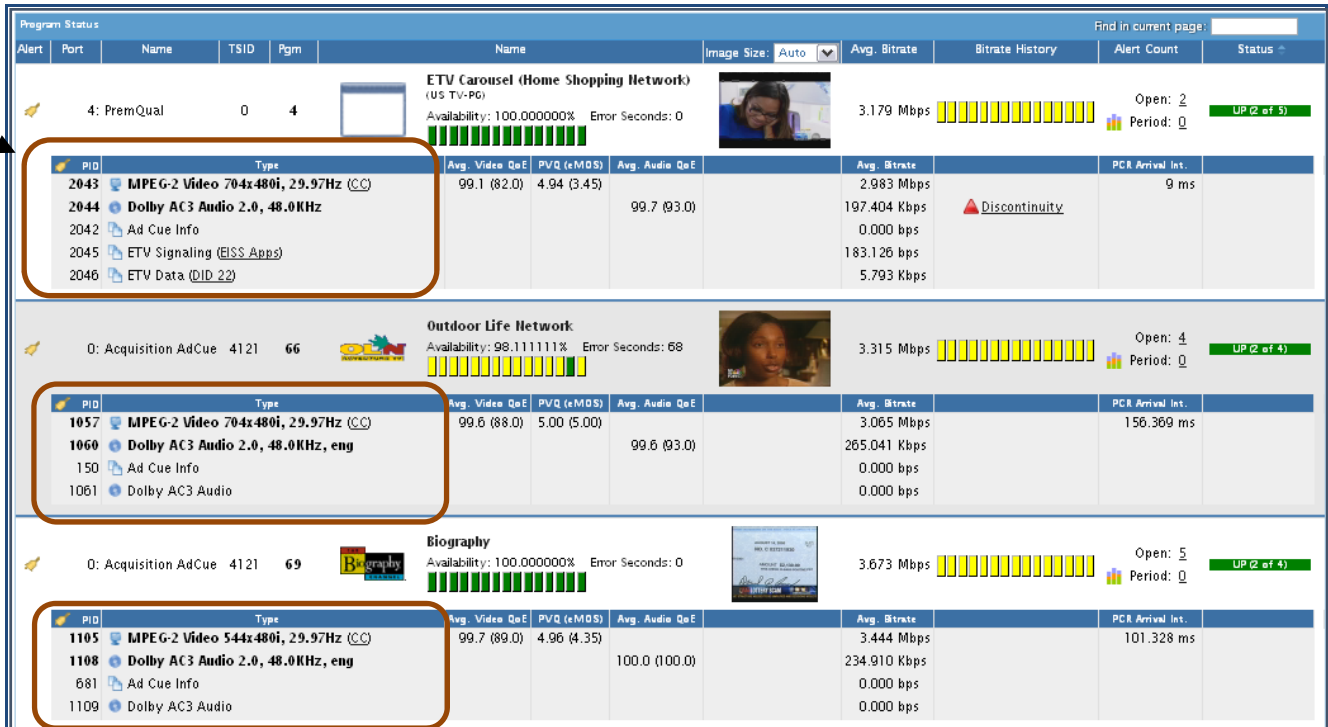 Program Status Find in current page:
Alert Port Name TSID Pgm Name Image Size: Auto Avg. Bitrate Bitrate History Alert Count Status
ETV Carousel (Home Shopping Network)
(US TV-PG)
4: PremQual 0 4 Availability: 100.000000% Error Seconds: 0 3.179 Mbps Open: 2 UP (2 of 5)
Period: 0
PID Type Avg. Video QoE PVQ (eMOS) Avg. Audio QoE Avg. Bitrate PCR Arrival Int.
2043 MPEG-2 Video 704x480i, 29.97Hz (CC) 99.1 (82.0) 4.94 (3.45) 2.983 Mbps 9 ms
2044 Dolby AC3 Audio 2.0, 48.0KHz 99.7 (93.0) 197.404 Kbps Discontinuity
2042 Ad Cue Info 0.000 bps
2045 ETV Signaling (EISS Apps) 183.126 bps
2046 ETV Data (DID 22) 5.793 Kbps
Outdoor Life Network
0: Acquisition AdCue 4121 66 OLN Availability: 98.111111% Error Seconds: 68 3.315 Mbps Open: 4 UP (2 of 4)
Period: 0
PID Type Avg. Video QoE PVQ (eMOS) Avg. Audio QoE Avg. Bitrate PCR Arrival Int.
1057 MPEG-2 Video 704x480i, 29.97Hz (CC) 99.6 (88.0) 5.00 (5.00) 3.065 Mbps 156.369 ms
1060 Dolby AC3 Audio 2.0, 48.0KHz, eng 99.6 (93.0) 265.041 Kbps
150 Ad Cue Info 0.000 bps
1061 Dolby AC3 Audio 0.000 bps
Biography
0: Acquisition AdCue 4121 69 THE Biography CHANNEL Availability: 100.000000% Error Seconds: 0 3.673 Mbps Open: 5 UP (2 of 4)
Period: 0
PID Type Avg. Video QoE PVQ (eMOS) Avg. Audio QoE Avg. Bitrate PCR Arrival Int.
1105 MPEG-2 Video 544x480i, 29.97Hz (CC) 99.7 (89.0) 4.96 (4.35) 3.444 Mbps 101.328 ms
1108 Dolby AC3 Audio 2.0, 48.0KHz, eng 100.0 (100.0) 234.910 Kbps
681 Ad Cue Info 0.000 bps
1109 Dolby AC3 Audio 0.000 bps